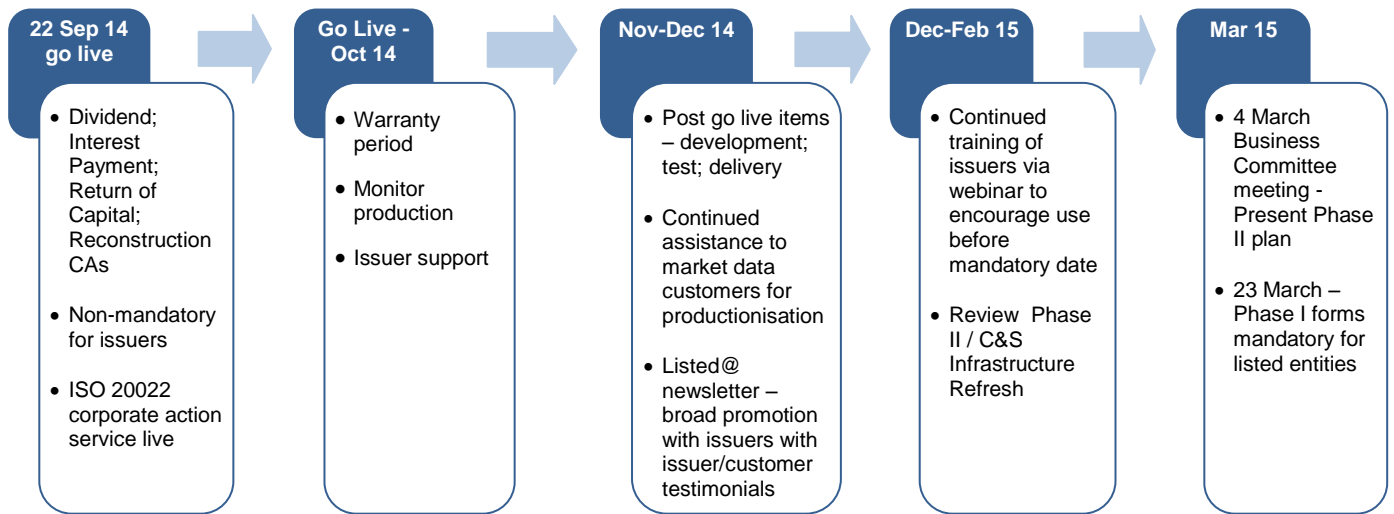 22 Sep 14
go live
• Dividend;
Interest
Payment;
Return of
Capital;
Reconstruction
CAs
• Non-mandatory
for issuers
• ISO 20022
corporate action
service live
Go Live -
Oct 14
• Warranty
period
• Monitor
production
• Issuer support
Nov-Dec 14
• Post go live items
– development;
test; delivery
• Continued
assistance to
market data
customers for
productionisation
• Listed@
newsletter –
broad promotion
with issuers with
issuer/customer
testimonials
Dec-Feb 15
• Continued
training of
issuers via
webinar to
encourage use
before
mandatory date
• Review Phase
II / C&S
Infrastructure
Refresh
Mar 15
• 4 March
Business
Committee
meeting -
Present Phase
II plan
• 23 March –
Phase I forms
mandatory for
listed entities